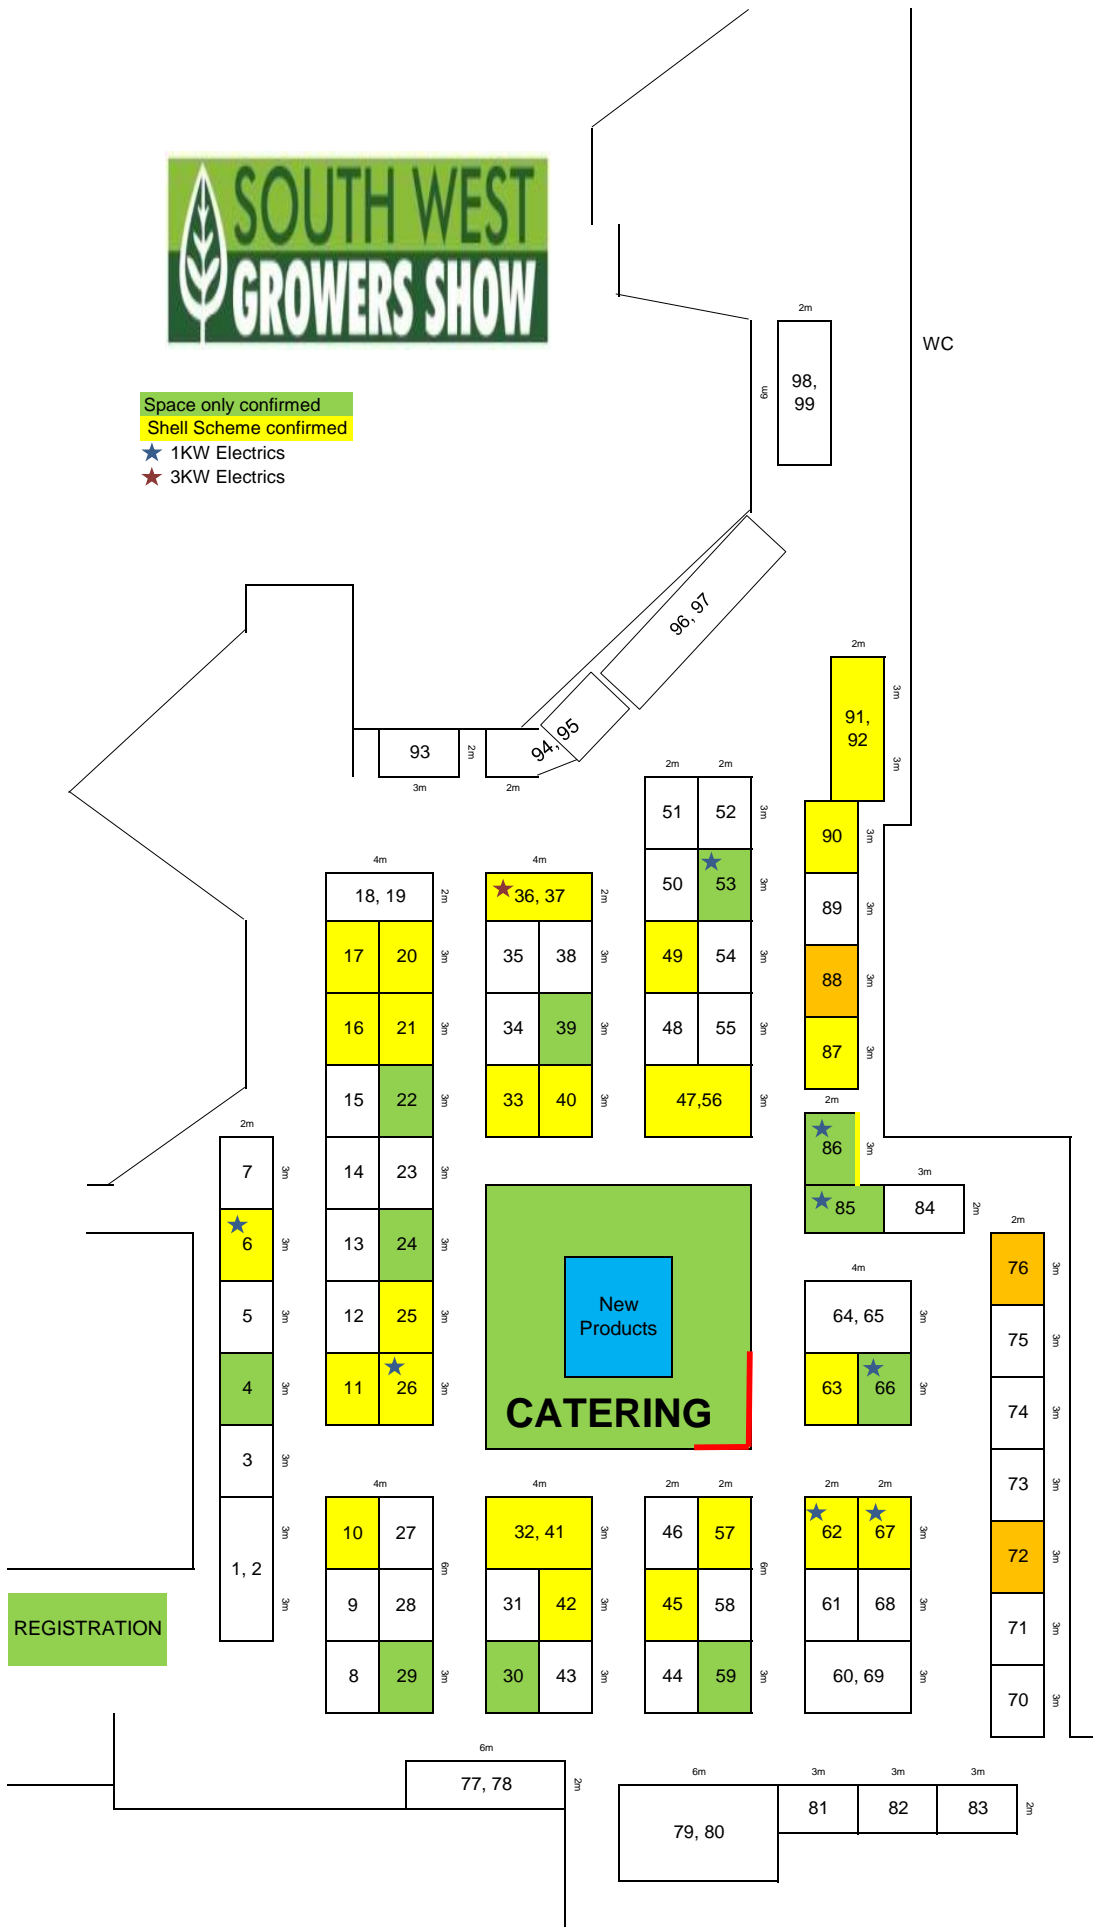 SOUTH WEST
GROWERS SHOW
Space only confirmed
Shell Scheme confirmed
1KW Electrics
3KW Electrics
2m
6m
98,
99
WC
96, 97
94, 95
93
2m
3m
2m
2m
91,
92
3m
3m
90
3m
89
3m
88
3m
87
3m
2m 2m
51 52 3m
50 53 3m
49 54 3m
48 55 3m
47,56 3m
4m
18, 19 2m
17 20 3m
16 21 3m
15 22 3m
14 23 3m
13 24 3m
12 25 3m
11 26 3m
4m
36, 37 2m
35 38 3m
34 39 3m
33 40 3m
2m
7 3m
6 3m
5 3m
4 3m
3 3m
1, 2
3m
3m
REGISTRATION
New
Products
CATERING
2m
86 3m
3m
85 84 2m
4m
64, 65 3m
63 66 3m
2m
76 3m
75 3m
74 3m
73 3m
72 3m
71 3m
70 3m
4m
10 27
6m
9 28
8 29 3m
4m
32, 41 3m
31 42 3m
30 43 3m
2m 2m
46 57
6m
45 58
44 59 3m
2m 2m
62 67 3m
61 68
60, 69
6m
77, 78 2m
6m 3m 3m 3m
79, 80 81 82 83 2m